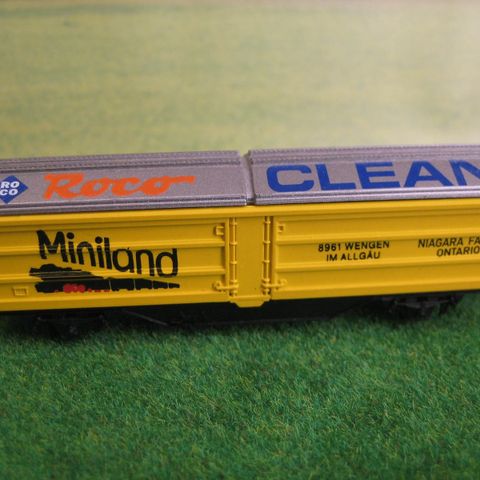 RO
CO
Roco
CLEAN
Miniland
8961 WENGEN
IM ALLGÄU
NIAGARA FA
ONTARIO